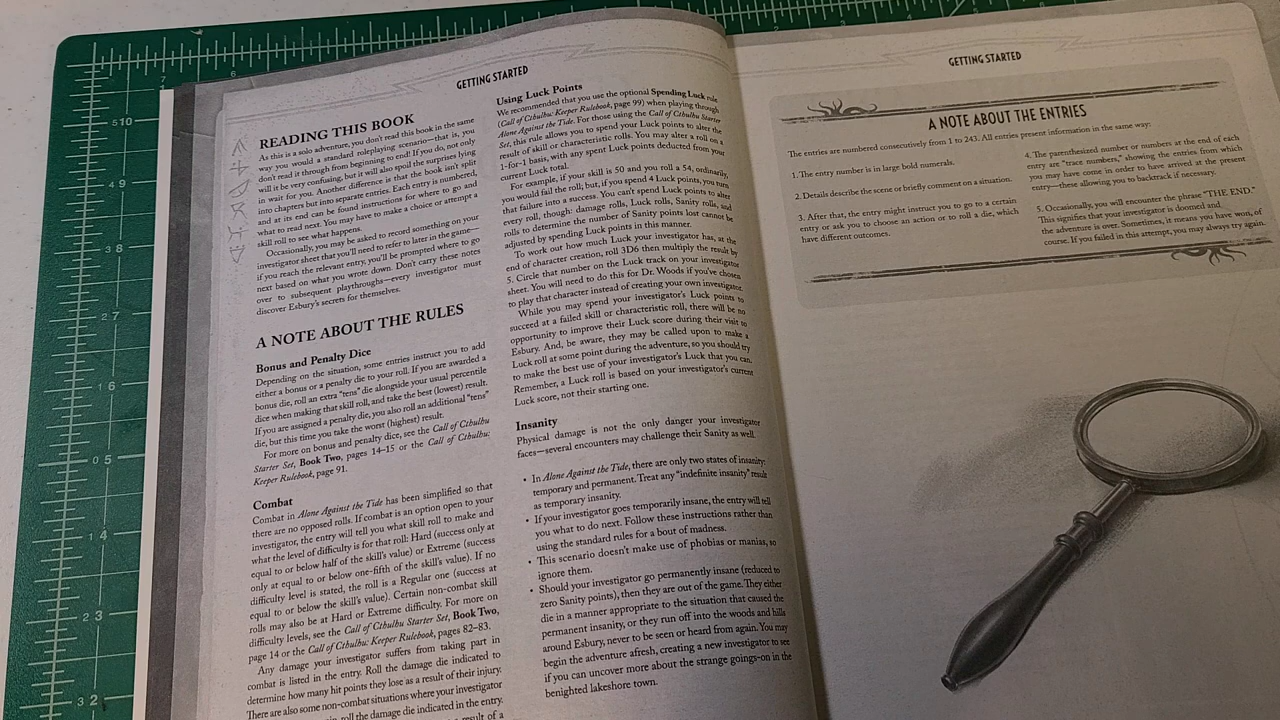 GETTING STARTED
READING THIS BOOK
As this is a solo adventure, you don't read this book in the same
way you would a standard roleplaying scenario—that is, you
don't read it through from beginning to end! If you do, not only
will it be very confusing, but it will also spoil the surprises lying
in wait for you. Another difference is that the book isn't split
into chapters but into separate entries. Each entry is numbered,
and at its end can be found instructions for where to go and
what to read next. You may have to make a choice or attempt a
skill roll to see what happens.
Occasionally, you may be asked to record something on your
investigator sheet that you'll need to refer to later in the game—
if you reach the relevant entry, you'll be prompted where to go
next based on what you wrote down. Don't carry these notes
over to subsequent playthroughs—every investigator must
discover Esbury's secrets for themselves.
A NOTE ABOUT THE RULES
Bonus and Penalty Dice
Depending on the situation, some entries instruct you to add
either a bonus or a penalty die to your roll. If you are awarded a
bonus die, roll an extra "tens" die alongside your usual percentile
dice when making that skill roll, and take the best (lowest) result.
If you are assigned a penalty die, you also roll an additional "tens"
die, but this time you take the worst (highest) result.
For more on bonus and penalty dice, see the Call of Cthulhu
Starter Set, Book Two, pages 14–15 or the Call of Cthulhu:
Keeper Rulebook, page 91.
Combat
Combat in Alone Against the Tide has been simplified so that
there are no opposed rolls. If combat is an option open to your
investigator, the entry will tell you what skill roll to make and
what the level of difficulty is for that roll: Hard (success only at
equal to or below half of the skill's value) or Extreme (success
only at equal to or below one-fifth of the skill's value). If no
difficulty level is stated, the roll is a Regular one (success at
equal to or below the skill's value). Certain non-combat skill
rolls may also be at Hard or Extreme difficulty. For more on
difficulty levels, see the Call of Cthulhu Starter Set, Book Two,
page 14 or the Call of Cthulhu: Keeper Rulebook, pages 82–83.
Any damage your investigator suffers from taking part in
combat is listed in the entry. Roll the damage die indicated to
determine how many hit points they lose as a result of their injury.
There are also some non-combat situations where your investigator
roll the damage die indicated in the entry.
result of a
Using Luck Points
We recommended that you use the optional Spending Luck rule
(Call of Cthulhu: Keeper Rulebook, page 99) when playing through
Alone Against the Tide. For those using the Call of Cthulhu Starter
Set, this rule allows you to spend your Luck points to alter the
result of skill or characteristic rolls. You may alter a roll on a
1-for-1 basis, with any spent Luck points deducted from your
current Luck total.
For example, if your skill is 50 and you roll a 54, ordinarily,
you would fail the roll; but, if you spend 4 Luck points, you turn
that failure into a success. You can't spend Luck points to alter
every roll, though: damage rolls, Luck rolls, Sanity rolls, and
rolls to determine the number of Sanity points lost cannot be
adjusted by spending Luck points in this manner.
To work out how much Luck your investigator has, at the
end of character creation, roll 3D6 then multiply the result by
5. Circle that number on the Luck track on your investigator
sheet. You will need to do this for Dr. Woods if you've chosen
to play that character instead of creating your own investigator.
While you may spend your investigator's Luck points to
succeed at a failed skill or characteristic roll, there will be no
opportunity to improve their Luck score during their visit to
Esbury. And, be aware, they may be called upon to make a
Luck roll at some point during the adventure, so you should try
to make the best use of your investigator's Luck that you can.
Remember, a Luck roll is based on your investigator's current
Luck score, not their starting one.
Insanity
Physical damage is not the only danger your investigator
faces—several encounters may challenge their Sanity as well.
• In Alone Against the Tide, there are only two states of insanity:
temporary and permanent. Treat any "indefinite insanity" result
as temporary insanity.
• If your investigator goes temporarily insane, the entry will tell
you what to do next. Follow these instructions rather than
using the standard rules for a bout of madness.
• This scenario doesn't make use of phobias or manias, so
ignore them.
• Should your investigator go permanently insane (reduced to
zero Sanity points), then they are out of the game. They either
die in a manner appropriate to the situation that caused the
permanent insanity, or they run off into the woods and hills
around Esbury, never to be seen or heard from again. You may
begin the adventure afresh, creating a new investigator to see
if you can uncover more about the strange goings-on in the
benighted lakeshore town.
GETTING STARTED
A NOTE ABOUT THE ENTRIES
The entries are numbered consecutively from 1 to 243. All entries present information in the same way:
1. The entry number is in large bold numerals.
2. Details describe the scene or briefly comment on a situation.
3. After that, the entry might instruct you to go to a certain
entry or ask you to choose an action or to roll a die, which
have different outcomes.
4. The parenthesized number or numbers at the end of each
entry are "trace numbers," showing the entries from which
you may have come in order to have arrived at the present
entry—these allowing you to backtrack if necessary.
5. Occasionally, you will encounter the phrase "THE END."
This signifies that your investigator is doomed and
the adventure is over. Sometimes, it means you have won, of
course. If you failed in this attempt, you may always try again.
7
6
510
49
38
27
16
05
14
23
32